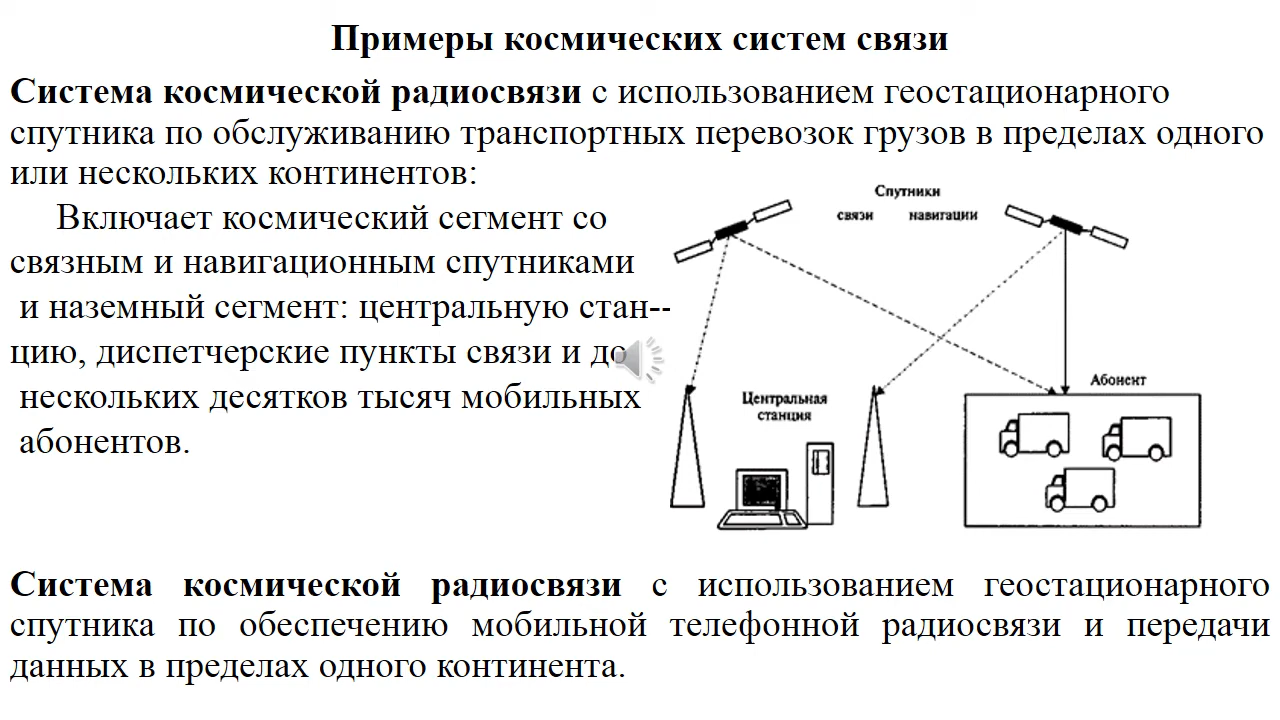 Примеры космических систем связи
Система космической радиосвязи с использованием геостационарного
спутника по обслуживанию транспортных перевозок грузов в пределах одного
или нескольких континентов:
Включает космический сегмент со
связным и навигационным спутниками
и наземный сегмент: центральную стан--
цию, диспетчерские пункты связи и до
нескольких десятков тысяч мобильных
абонентов.
Спутники
связи навигации
Абонент
Центральная
станция
Система космической радиосвязи с использованием геостационарного
спутника по обеспечению мобильной телефонной радиосвязи и передачи
данных в пределах одного континента.